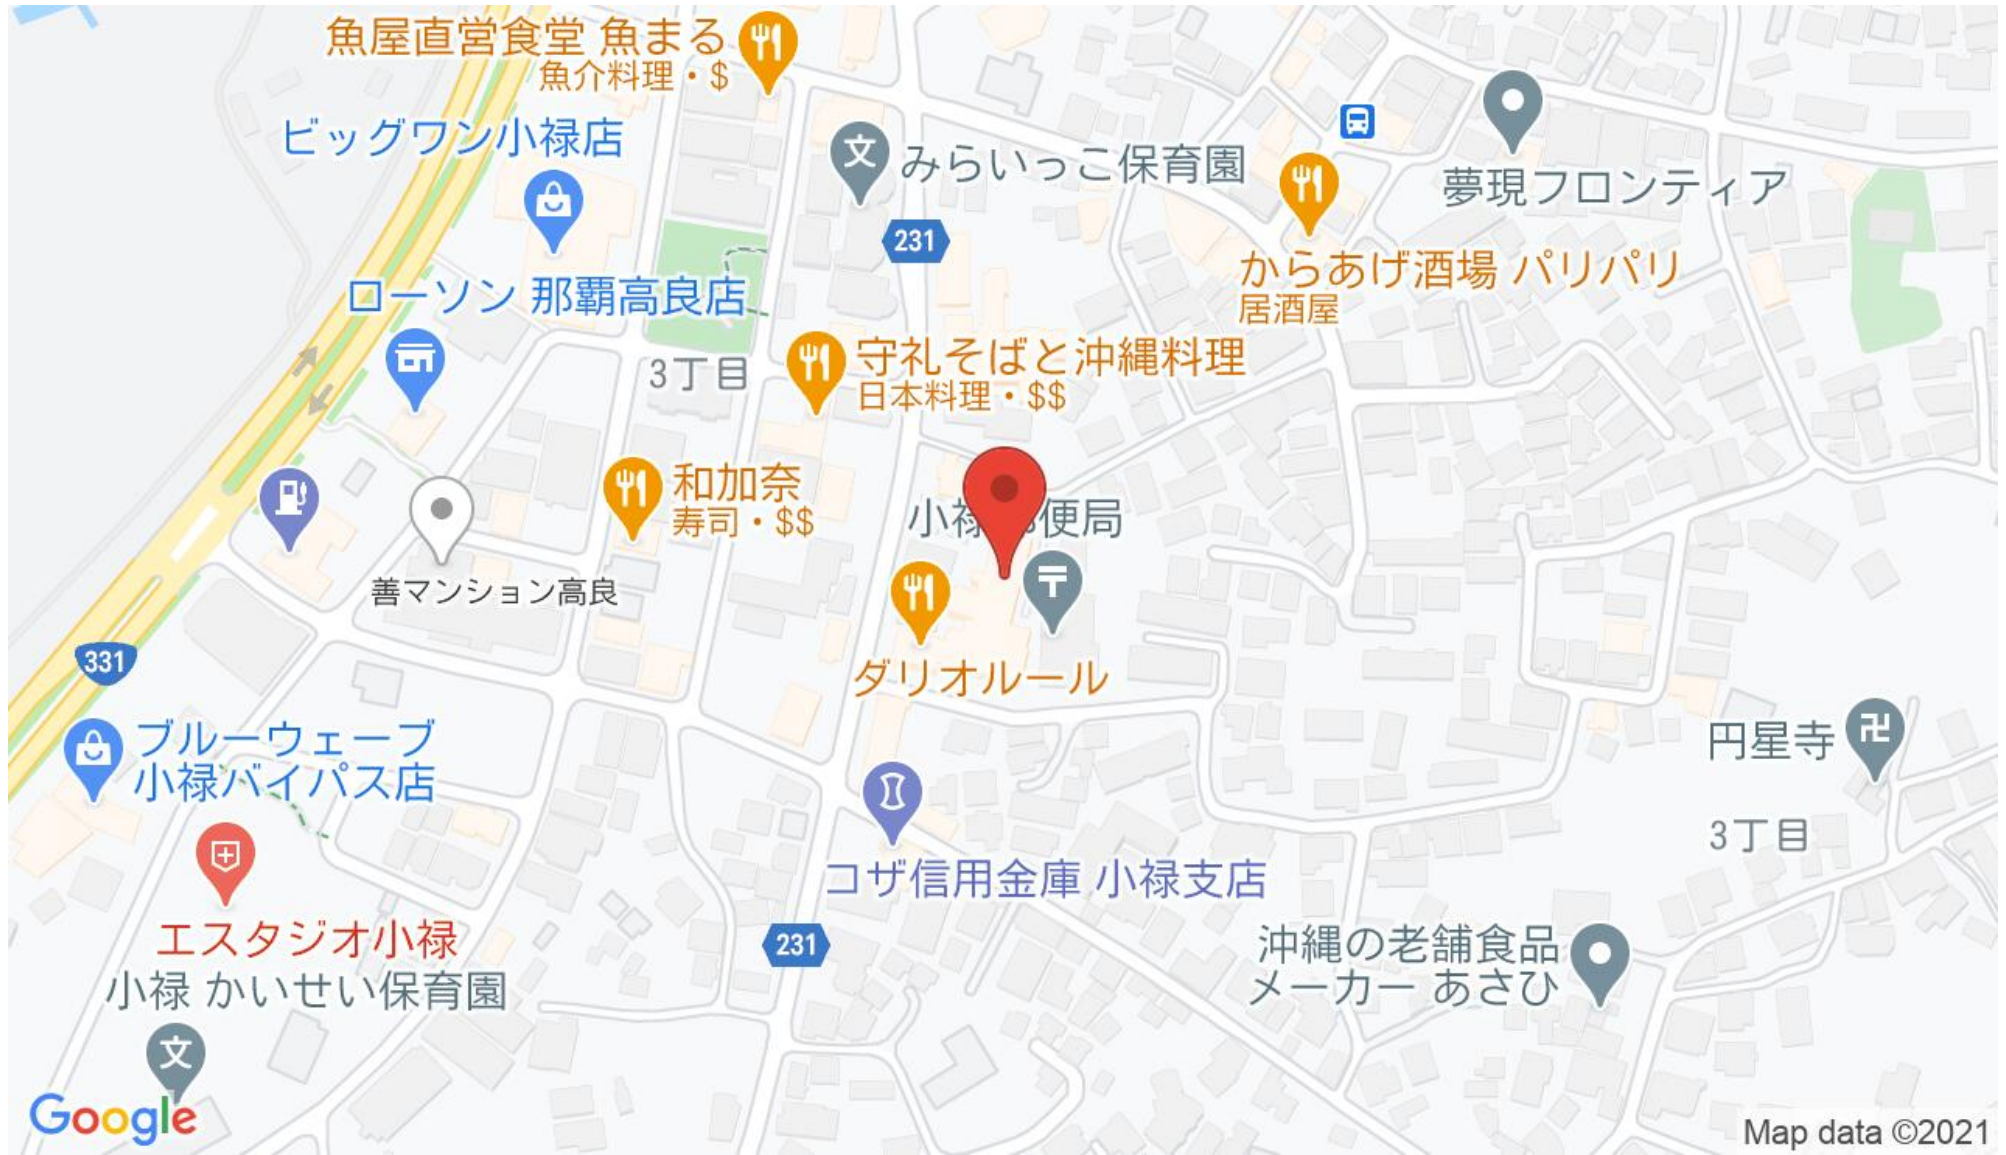 魚屋直営食堂 魚まる
魚介料理・$
ビッグワン小禄店
文
みらいっこ保育園
夢現フロンティア
231
からあげ酒場 パリパリ
居酒屋
ローソン 那覇高良店
3丁目
守礼そばと沖縄料理
日本料理・$$
和加奈
寿司・$$
小禄 便局
善マンション高良
〒
ダリオルール
331
ブルーウェーブ
小禄バイパス店
円星寺
卍
3丁目
コザ信用金庫 小禄支店
エスタジオ小禄
231
沖縄の老舗食品
メーカー あさひ
小禄 かいせい保育園
文
Google
Map data ©2021